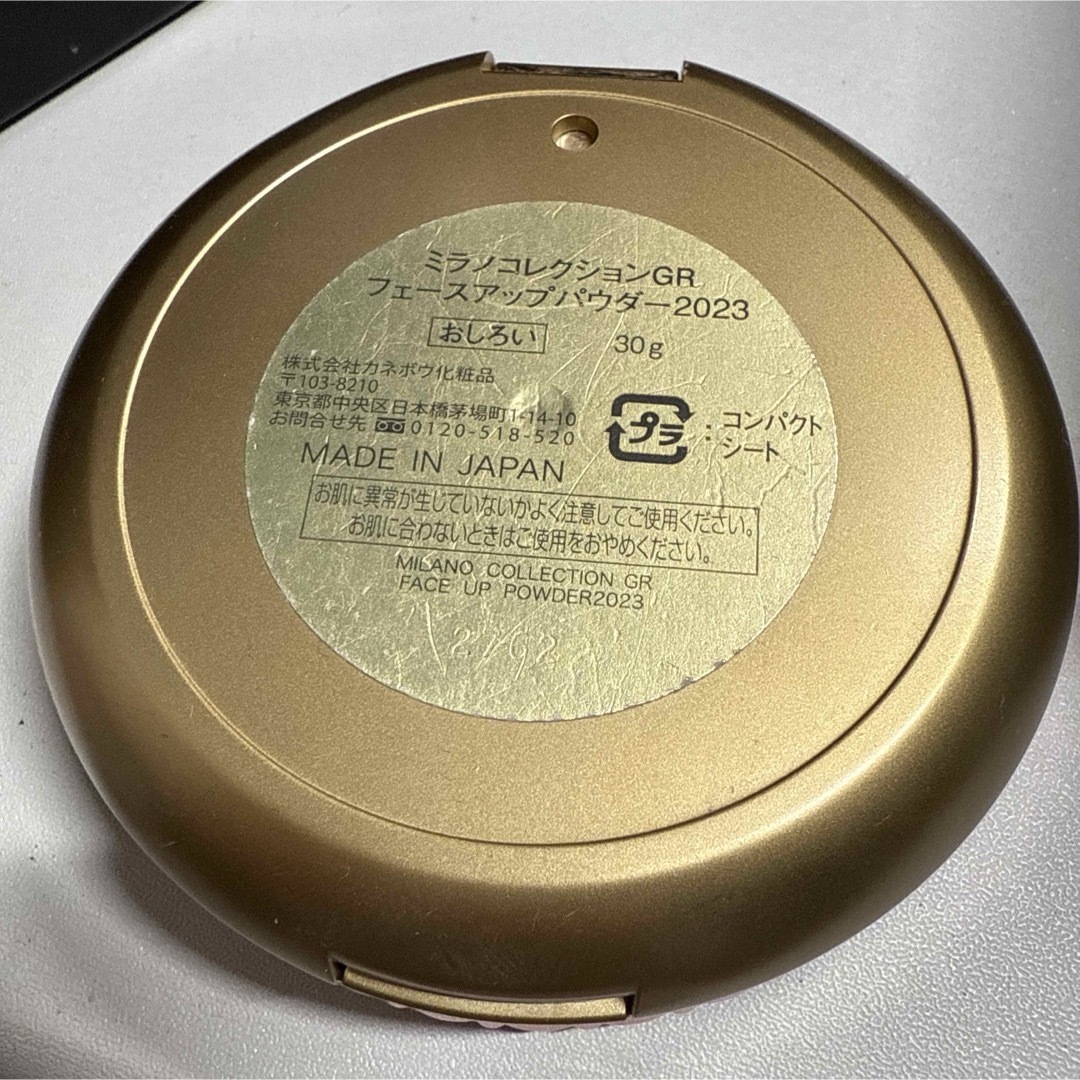 ミラノコレクションGR
フェースアップパウダー2023
おしろい 30g
株式会社カネボウ化粧品
〒103-8210
東京都中央区日本橋茅場町1-14-10
お問合せ先 0120-518-520
プラ : コンパクト
シート
MADE IN JAPAN
お肌に異常が生じていないかよく注意してご使用ください。
お肌に合わないときはご使用をおやめください。
MILANO COLLECTION GR
FACE UP POWDER2023